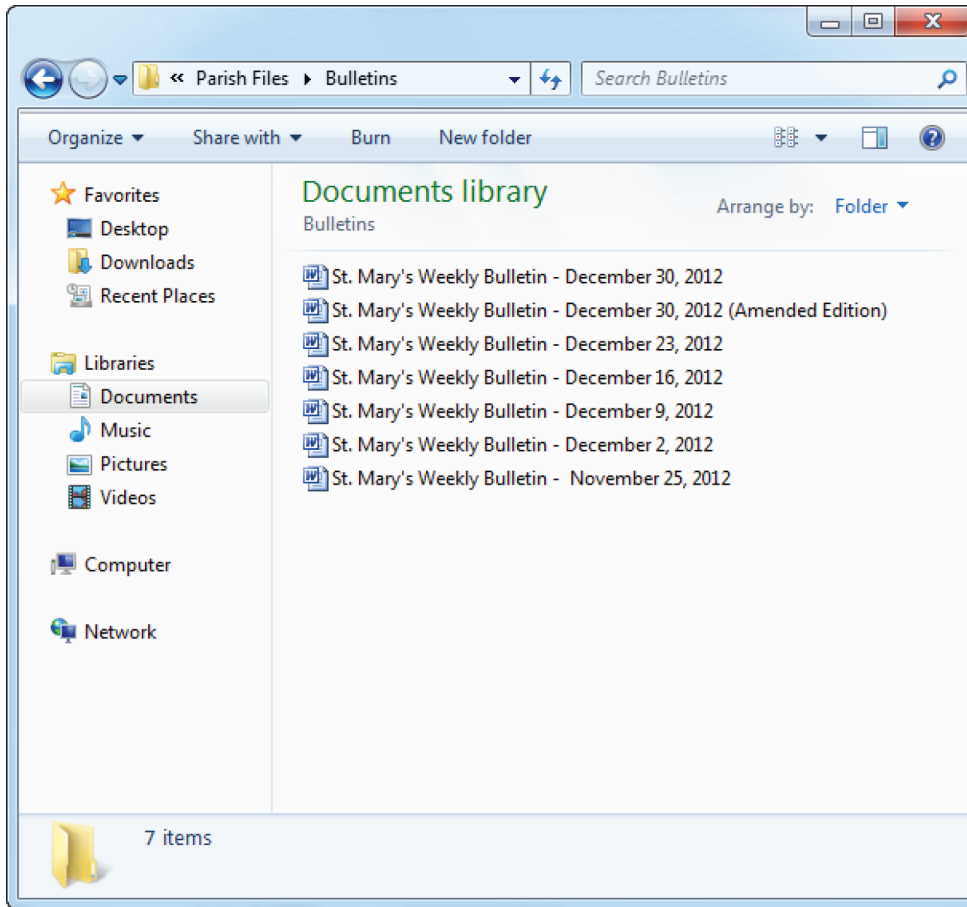 « Parish Files Bulletins Search Bulletins
Organize Share with Burn New folder
Favorites
Desktop
Downloads
Recent Places
Libraries
Documents
Music
Pictures
Videos
Computer
Network
Documents library
Bulletins
Arrange by: Folder
St. Mary's Weekly Bulletin - December 30, 2012
St. Mary's Weekly Bulletin - December 30, 2012 (Amended Edition)
St. Mary's Weekly Bulletin - December 23, 2012
St. Mary's Weekly Bulletin - December 16, 2012
St. Mary's Weekly Bulletin - December 9, 2012
St. Mary's Weekly Bulletin - December 2, 2012
St. Mary's Weekly Bulletin -  November 25, 2012
7 items